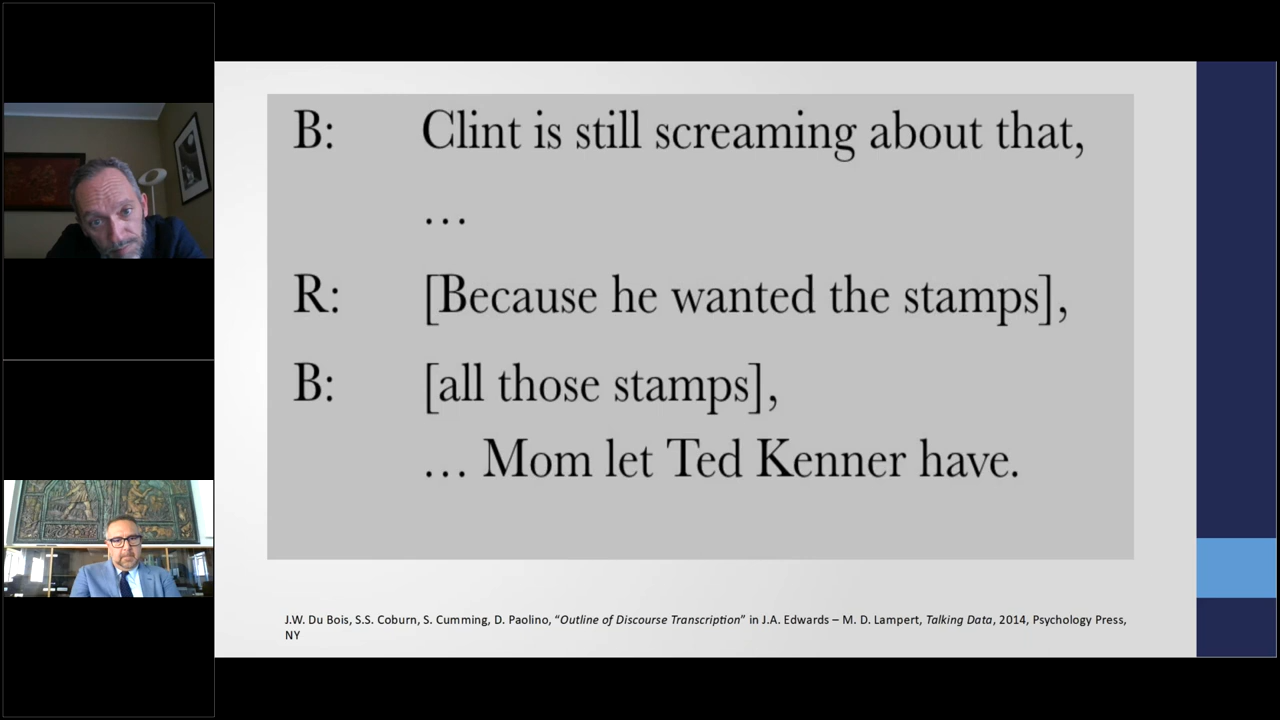 B: Clint is still screaming about that,
...
R: [Because he wanted the stamps],
B: [all those stamps],
... Mom let Ted Kenner have.
J.W. Du Bois, S.S. Coburn, S. Cumming, D. Paolino, “Outline of Discourse Transcription” in J.A. Edwards – M. D. Lampert, Talking Data, 2014, Psychology Press,
NY